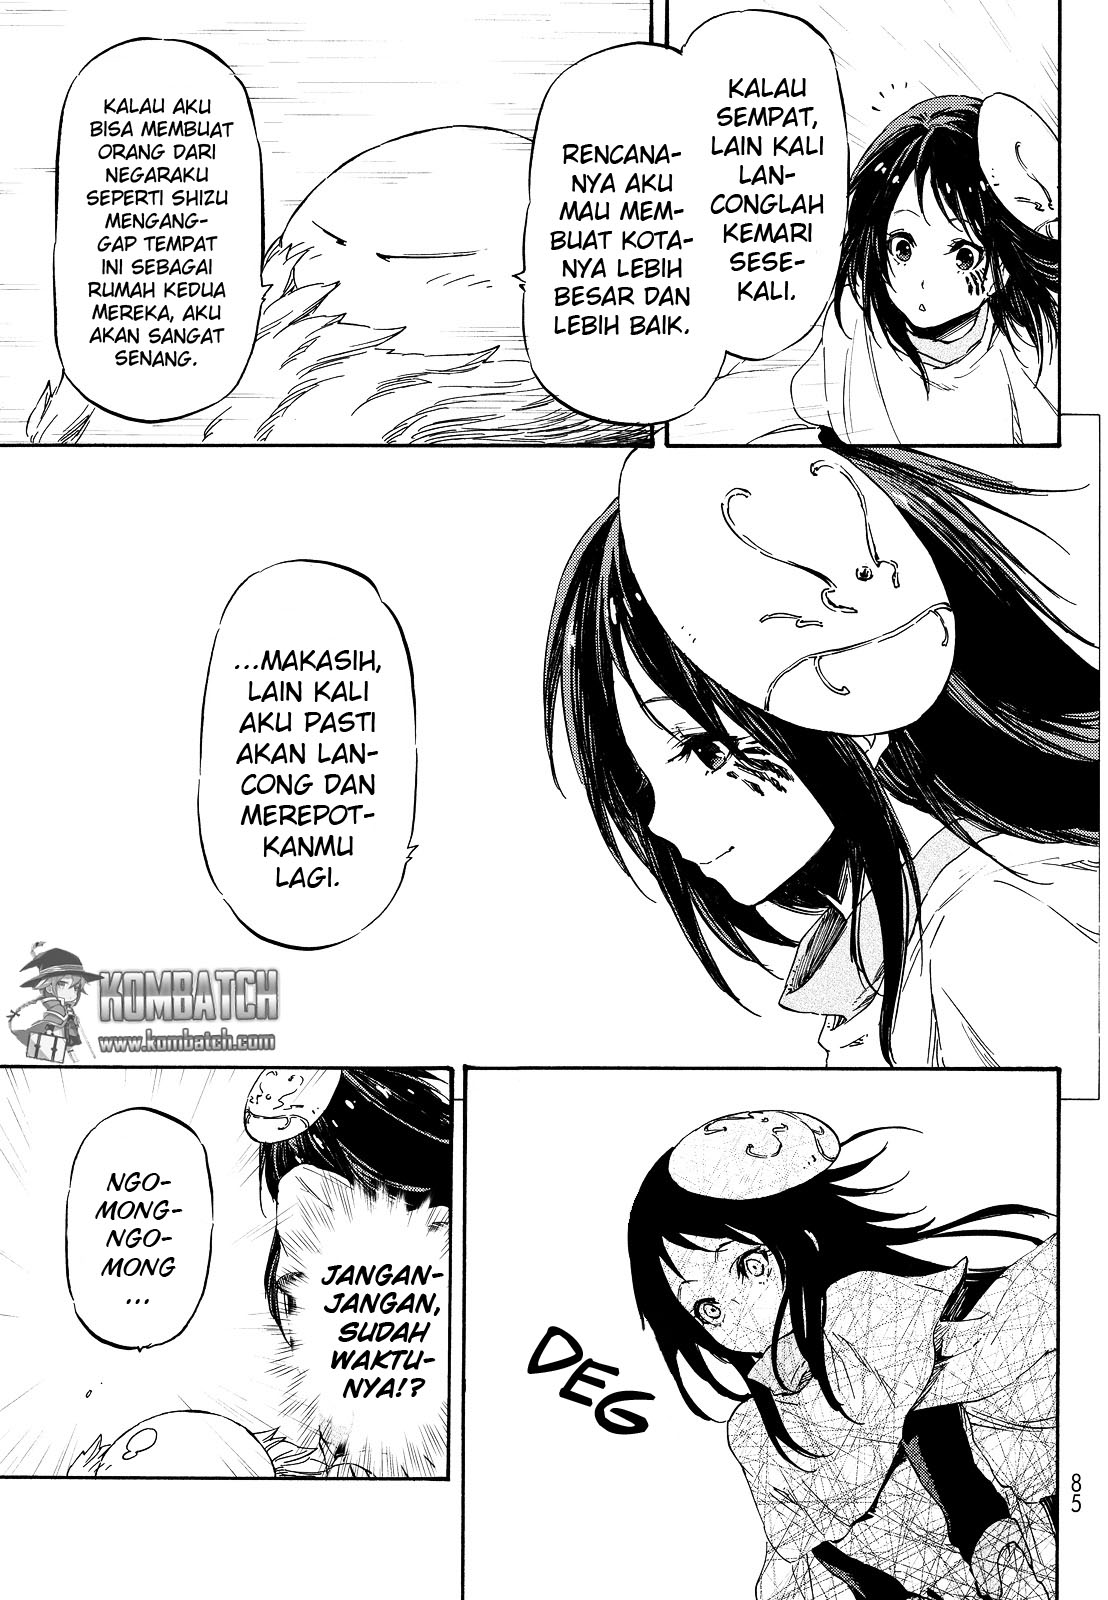 KALAU
SEMPAT,
LAIN KALI
LAN-
CONGLAH
KEMARI
SESE-
KALI.
RENCANA-
NYA AKU
MAU MEM-
BUAT KOTA-
NYA LEBIH
BESAR DAN
LEBIH BAIK.
KALAU AKU
BISA MEMBUAT
ORANG DARI
NEGARAKU
SEPERTI SHIZU
MENGANG-
GAP TEMPAT
INI SEBAGAI
RUMAH KEDUA
MEREKA, AKU
AKAN SANGAT
SENANG.
...MAKASIH,
LAIN KALI
AKU PASTI
AKAN LAN-
CONG DAN
MEREPOT-
KANMU
LAGI.
KOMBATCH
www.kombatch.com
DEG
JANGAN-
JANGAN,
SUDAH
WAKTU-
NYA!?
NGO-
MONG-
NGO-
MONG
...
85